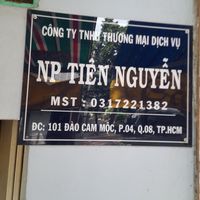 CÔNG TY TNHH THƯƠNG MẠI DỊCH VỤ
NP TIÊN NGUYỄN
MST : 0317221382
ĐC: 101 ĐÀO CAM MỘC, P.04, Q.08, TP.HCM